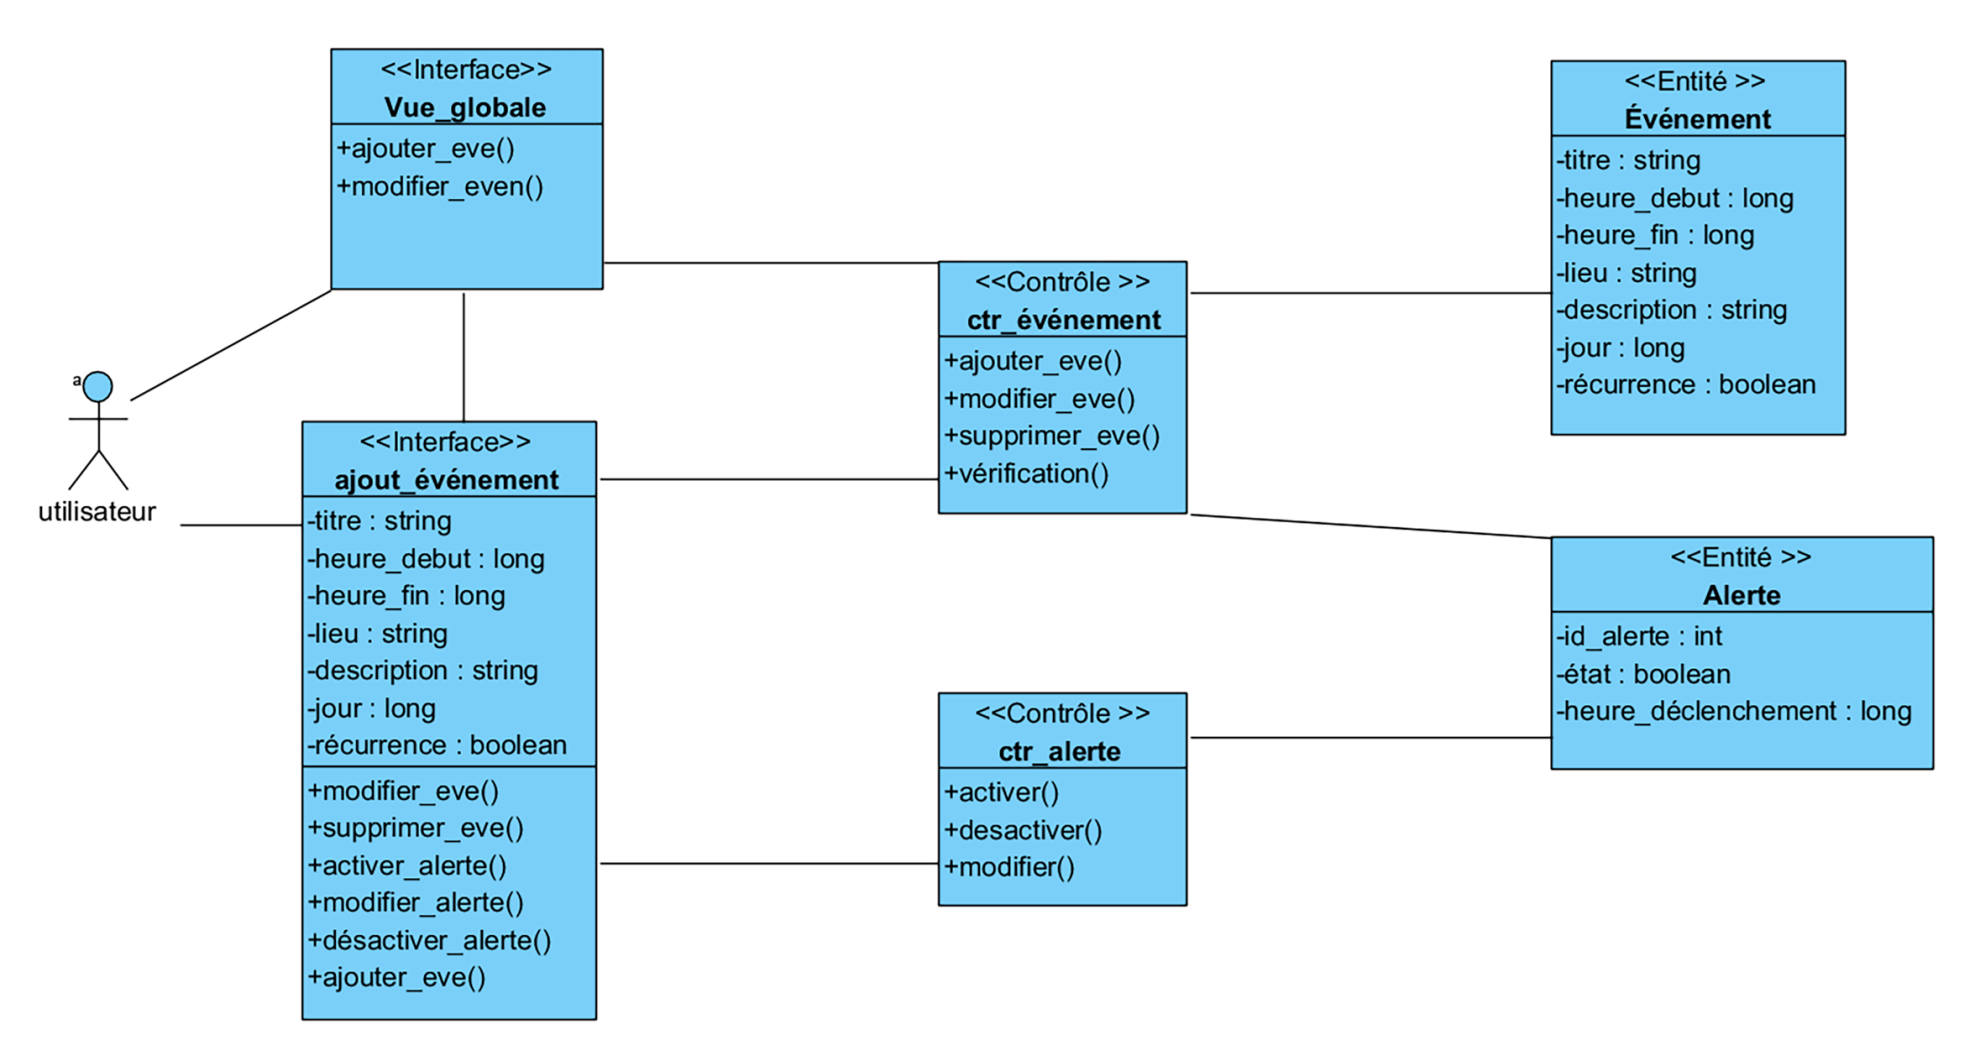 <<Interface>>
Vue_globale
+ajouter_eve()
+modifier_even()
a
utilisateur
<<Interface>>
ajout_événement
-titre : string
-heure_debut : long
-heure_fin : long
-lieu : string
-description : string
-jour : long
-récurrence : boolean
+modifier_eve()
+supprimer_eve()
+activer_alerte()
+modifier_alerte()
+désactiver_alerte()
+ajouter_eve()
<<Contrôle >>
ctr_événement
+ajouter_eve()
+modifier_eve()
+supprimer_eve()
+vérification()
<<Contrôle >>
ctr_alerte
+activer()
+desactiver()
+modifier()
<<Entité >>
Événement
-titre : string
-heure_debut : long
-heure_fin : long
-lieu : string
-description : string
-jour : long
-récurrence : boolean
<<Entité >>
Alerte
-id_alerte : int
-état : boolean
-heure_déclenchement : long